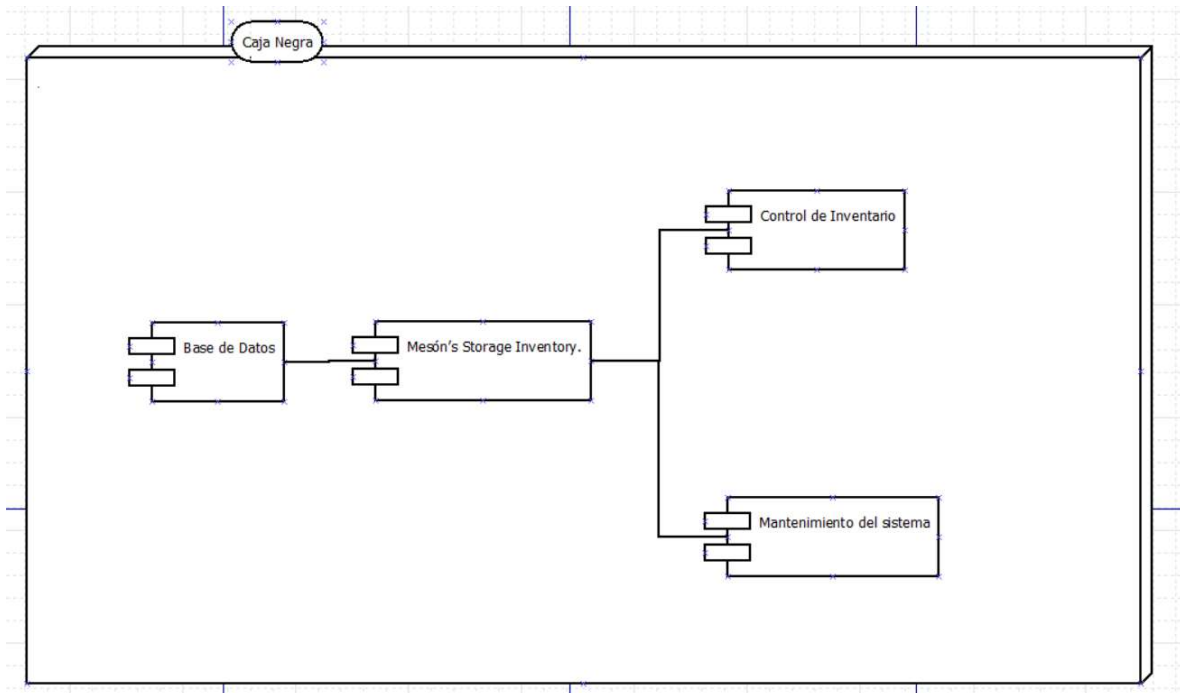 Caja Negra
Control de Inventario
Base de Datos
Mesón's Storage Inventory.
Mantenimiento del sistema